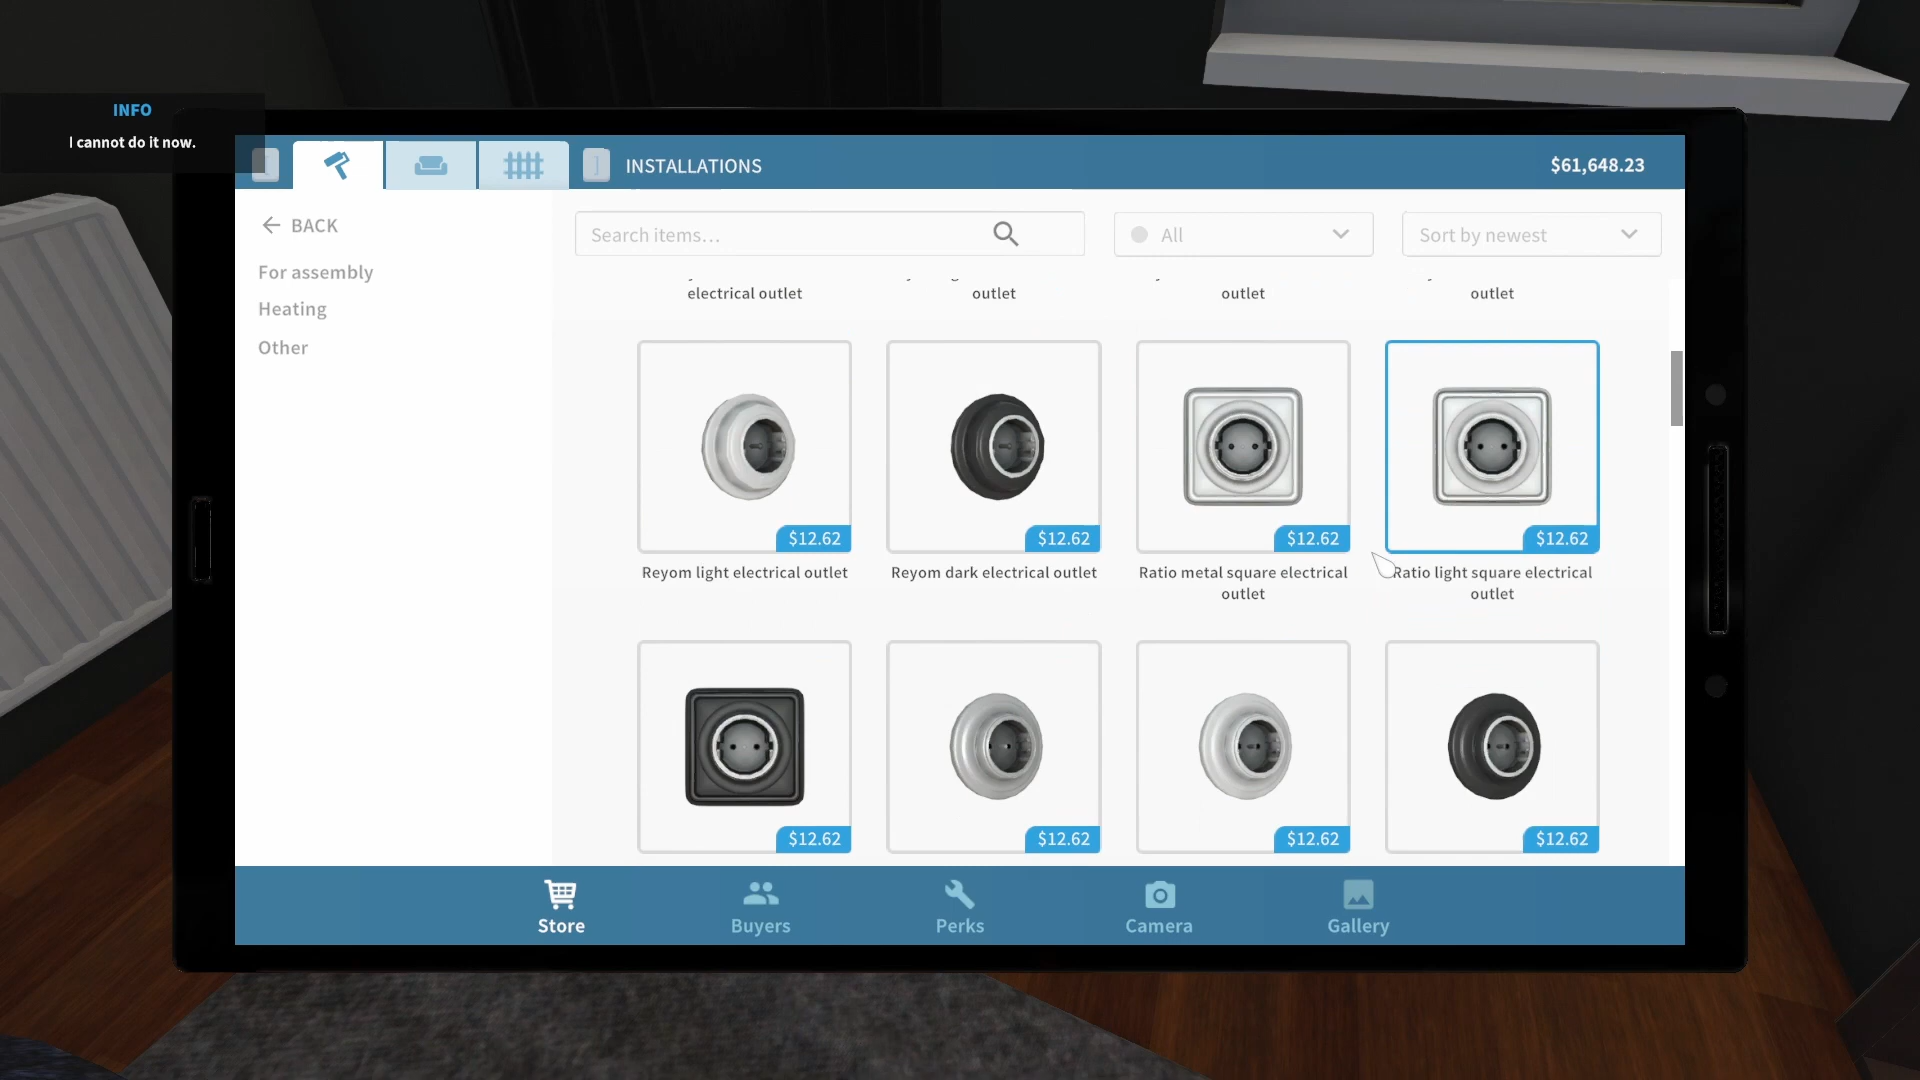 INFO
I cannot do it now.
[
]
INSTALLATIONS
$61,648.23
BACK
For assembly
Heating
Other
Search items...
All
Sort by newest
electrical outlet
outlet
outlet
outlet
$12.62
$12.62
$12.62
$12.62
Reyom light electrical outlet
Reyom dark electrical outlet
Ratio metal square electrical
outlet
Ratio light square electrical
outlet
$12.62
$12.62
$12.62
$12.62
Store
Buyers
Perks
Camera
Gallery